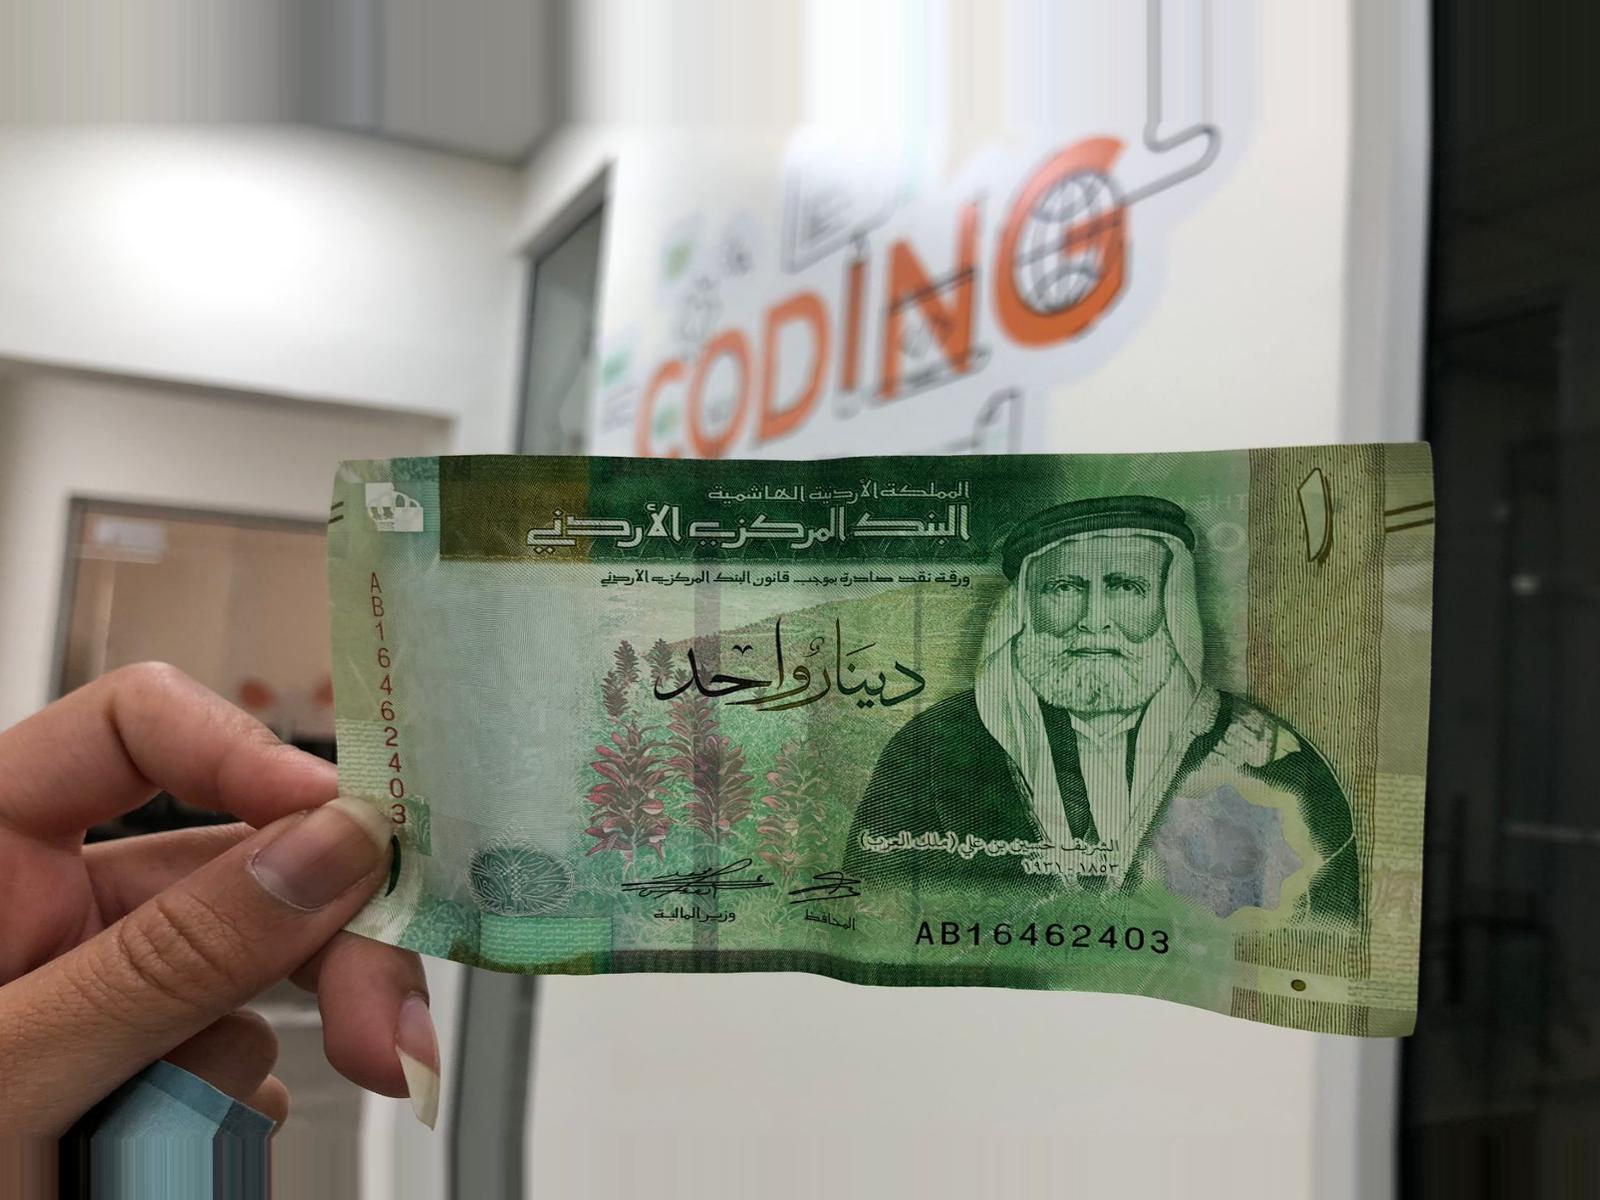 CODING
المملكة الأردنية الهاشمية
البنك المركزي الأردني
ورقة نقد صادرة بموجب قانون البنك المركزي الأردني
١
دينار واحد
AB16462403
الشريف حسين بن علي (ملك العرب)
١٨٥٣ - ١٩٣١
وزير المالية
المحافظ
AB16462403